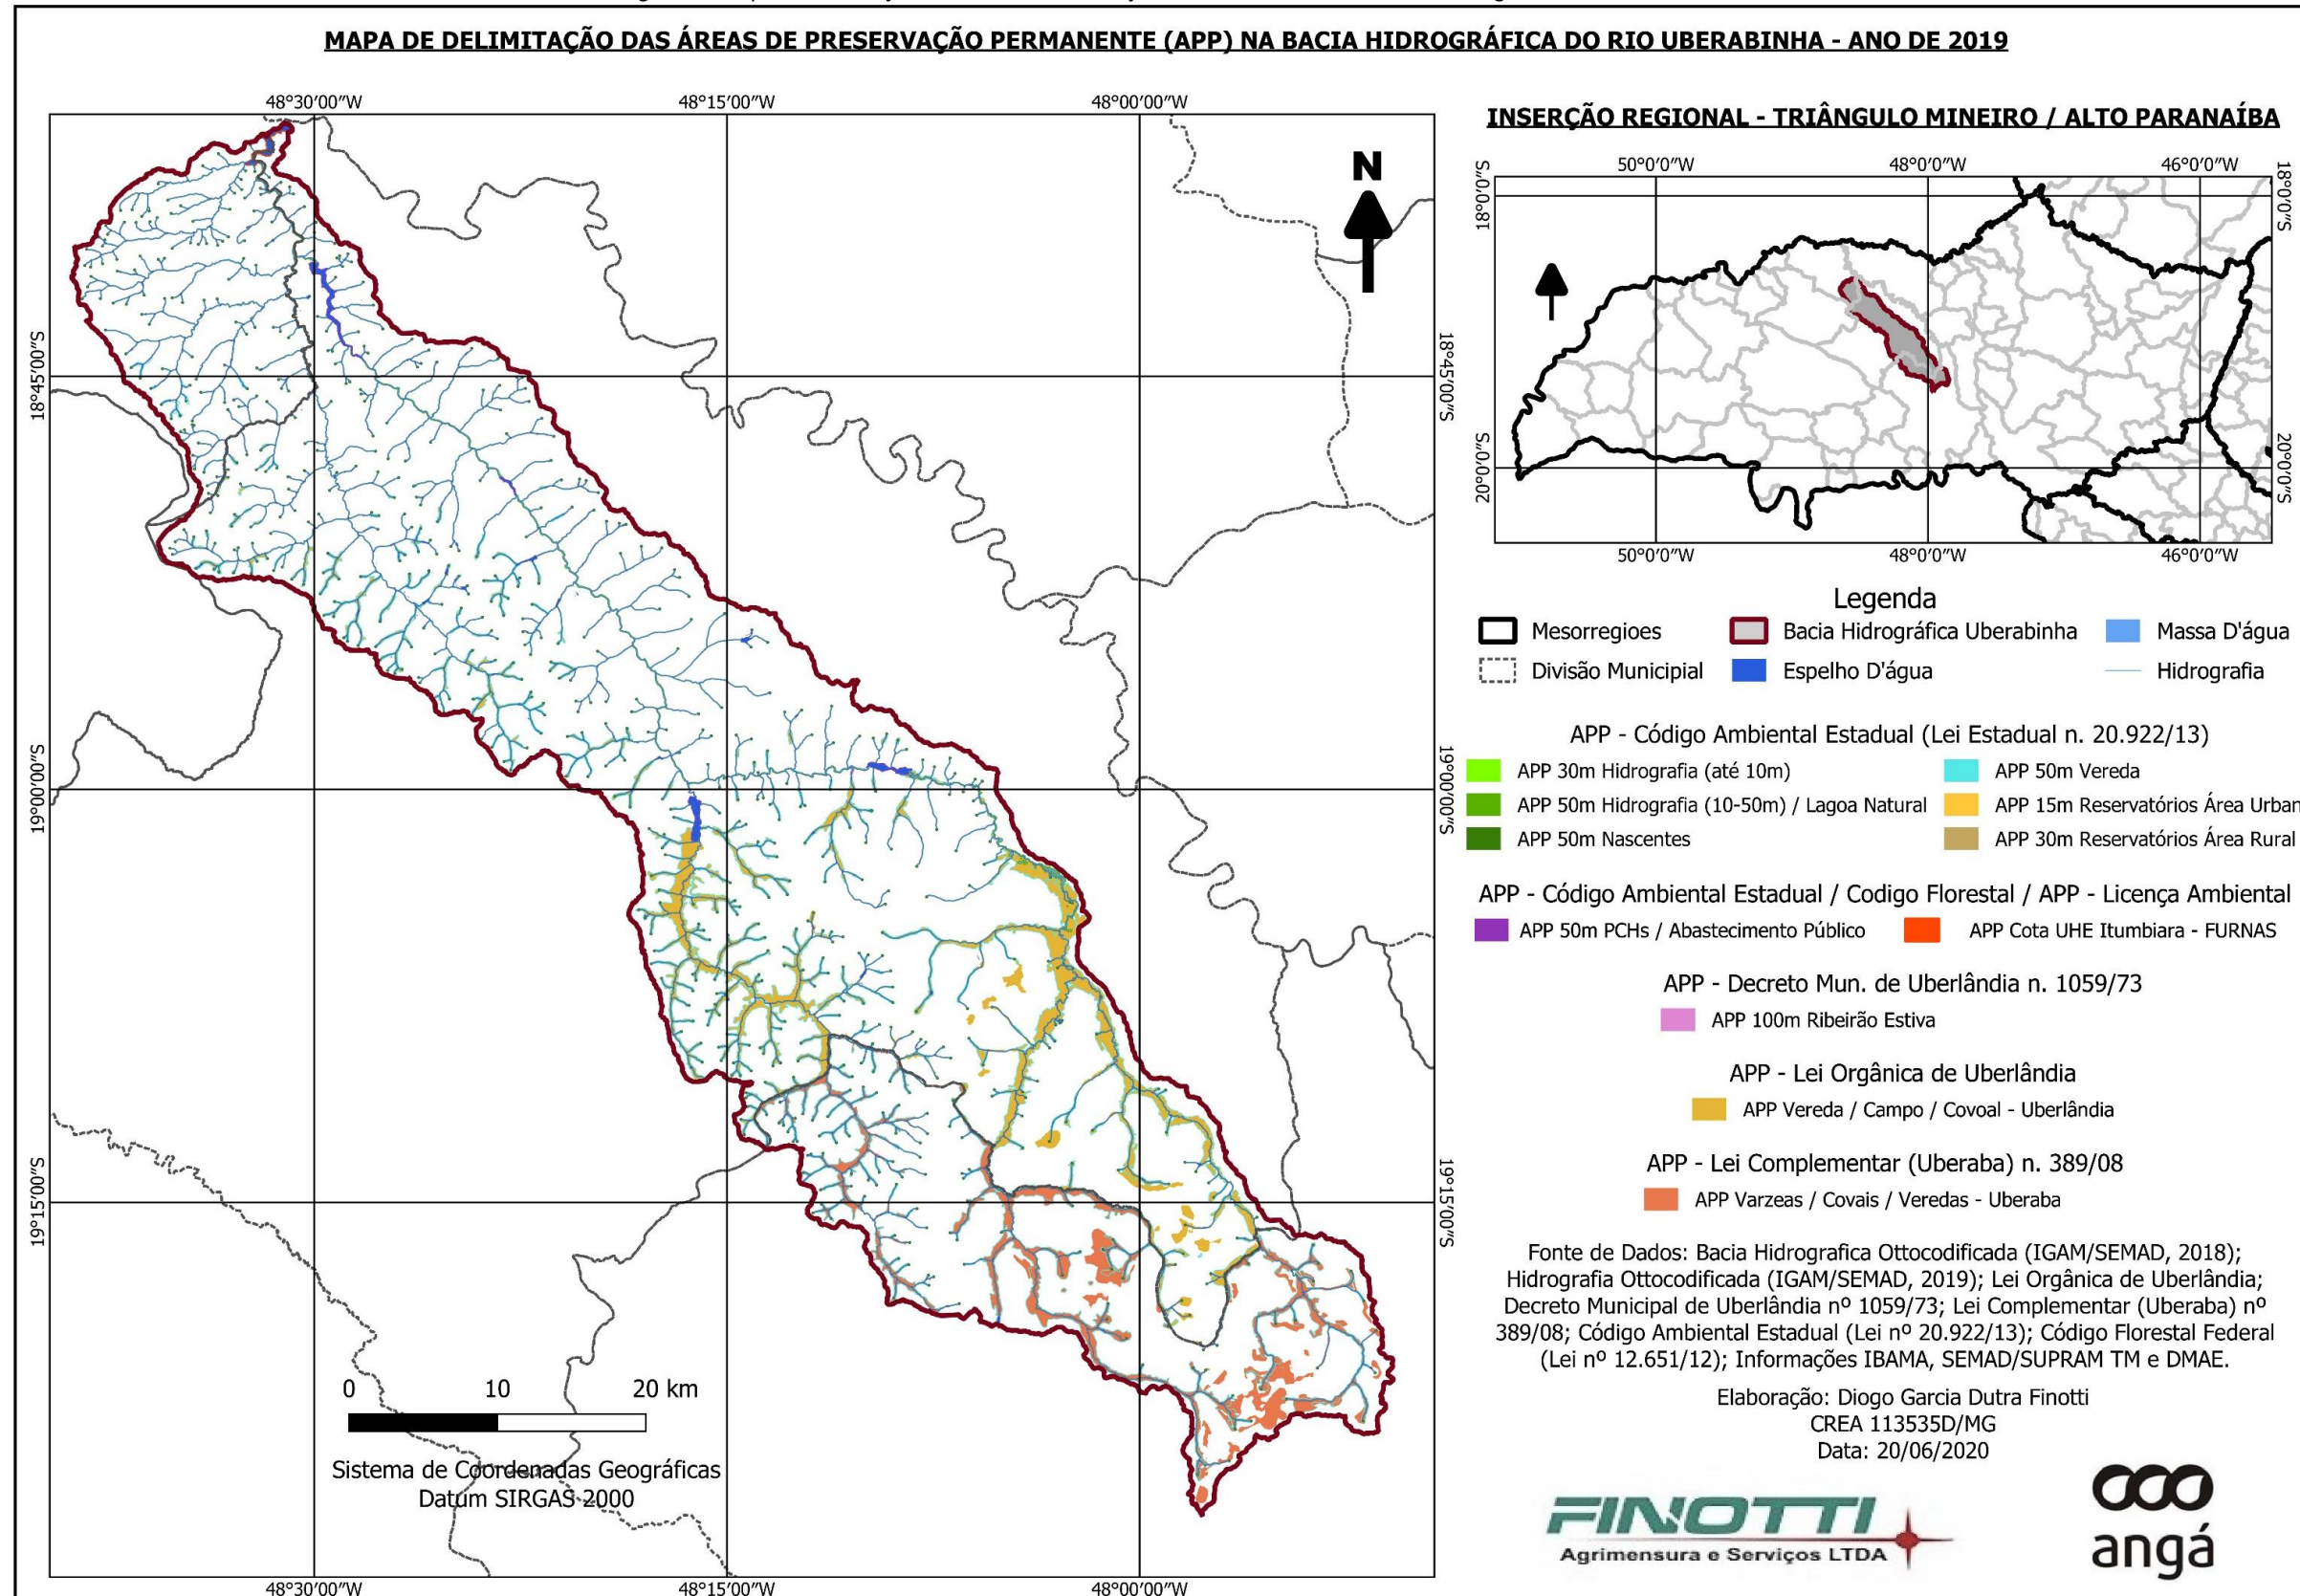 MAPA DE DELIMITAÇÃO DAS ÁREAS DE PRESERVAÇÃO PERMANENTE (APP) NA BACIA HIDROGRÁFICA DO RIO UBERABINHA - ANO DE 2019
48°30'00"W 48°15'00"W 48°00'00"W
N
18°45'00"S
18°45'00"S
19°00'00"S
19°00'00"S
19°15'00"S
19°15'00"S
0 10 20 km
Sistema de Coordenadas Geográficas
Datum SIRGAS 2000
48°30'00"W 48°15'00"W 48°00'00"W
INSERÇÃO REGIONAL - TRIÂNGULO MINEIRO / ALTO PARANAÍBA
50°0'0"W 48°0'0"W 46°0'0"W
18°0'0"S
18°0'0"S
20°0'0"S
20°0'0"S
50°0'0"W 48°0'0"W 46°0'0"W
Legenda
Mesorregioes Bacia Hidrográfica Uberabinha Massa D'água
Divisão Municipal Espelho D'água Hidrografia
APP - Código Ambiental Estadual (Lei Estadual n. 20.922/13)
APP 30m Hidrografia (até 10m) APP 50m Vereda
APP 50m Hidrografia (10-50m) / Lagoa Natural APP 15m Reservatórios Área Urban
APP 50m Nascentes APP 30m Reservatórios Área Rural
APP - Código Ambiental Estadual / Codigo Florestal / APP - Licença Ambiental
APP 50m PCHs / Abastecimento Público APP Cota UHE Itumbiara - FURNAS
APP - Decreto Mun. de Uberlândia n. 1059/73
APP 100m Ribeirão Estiva
APP - Lei Orgânica de Uberlândia
APP Vereda / Campo / Covoal - Uberlândia
APP - Lei Complementar (Uberaba) n. 389/08
APP Varzeas / Covais / Veredas - Uberaba
Fonte de Dados: Bacia Hidrografica Ottocodificada (IGAM/SEMAD, 2018);
Hidrografia Ottocodificada (IGAM/SEMAD, 2019); Lei Orgânica de Uberlândia;
Decreto Municipal de Uberlândia nº 1059/73; Lei Complementar (Uberaba) nº
389/08; Código Ambiental Estadual (Lei nº 20.922/13); Código Florestal Federal
(Lei nº 12.651/12); Informações IBAMA, SEMAD/SUPRAM TM e DMAE.
Elaboração: Diogo Garcia Dutra Finotti
CREA 113535D/MG
Data: 20/06/2020
FINOTTI
Agrimensura e Serviços LTDA
angá